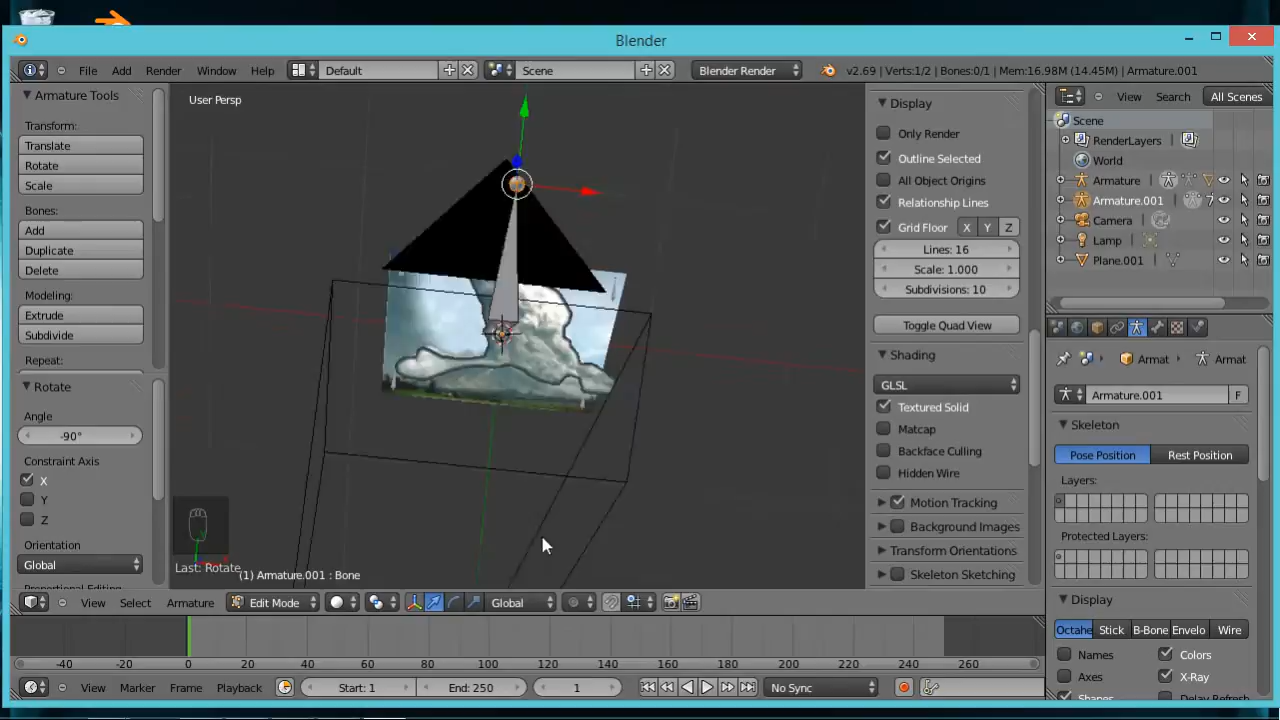 Blender
File Add Render Window Help Default Scene Blender Render v2.69 | Verts:1/2 | Bones:0/1 | Mem:16.98M (14.45M) | Armature.001
Armature Tools
Transform:
Translate
Rotate
Scale
Bones:
Add
Duplicate
Delete
Modeling:
Extrude
Subdivide
Repeat:
Rotate
Angle
-90°
Constraint Axis
X
Y
Z
Orientation
Global
User Persp
Last: Rotate
(1) Armature.001 : Bone
View Select Armature Edit Mode Global
Display
Only Render
Outline Selected
All Object Origins
Relationship Lines
Grid Floor X Y Z
Lines: 16
Scale: 1.000
Subdivisions: 10
Toggle Quad View
Shading
GLSL
Textured Solid
Matcap
Backface Culling
Hidden Wire
Motion Tracking
Background Images
Transform Orientations
Skeleton Sketching
View Search All Scenes
Scene
RenderLayers
World
Armature
Armature.001
Camera
Lamp
Plane.001
Armat Armat
Armature.001 F
Skeleton
Pose Position Rest Position
Layers:
Protected Layers:
Display
Octahe Stick B-Bone Envelo Wire
Names Colors
Axes X-Ray
Shapes Delay Refresh
-40 -20 0 20 40 60 80 100 120 140 160 180 200 220 240 260
View Marker Frame Playback Start: 1 End: 250 1 No Sync